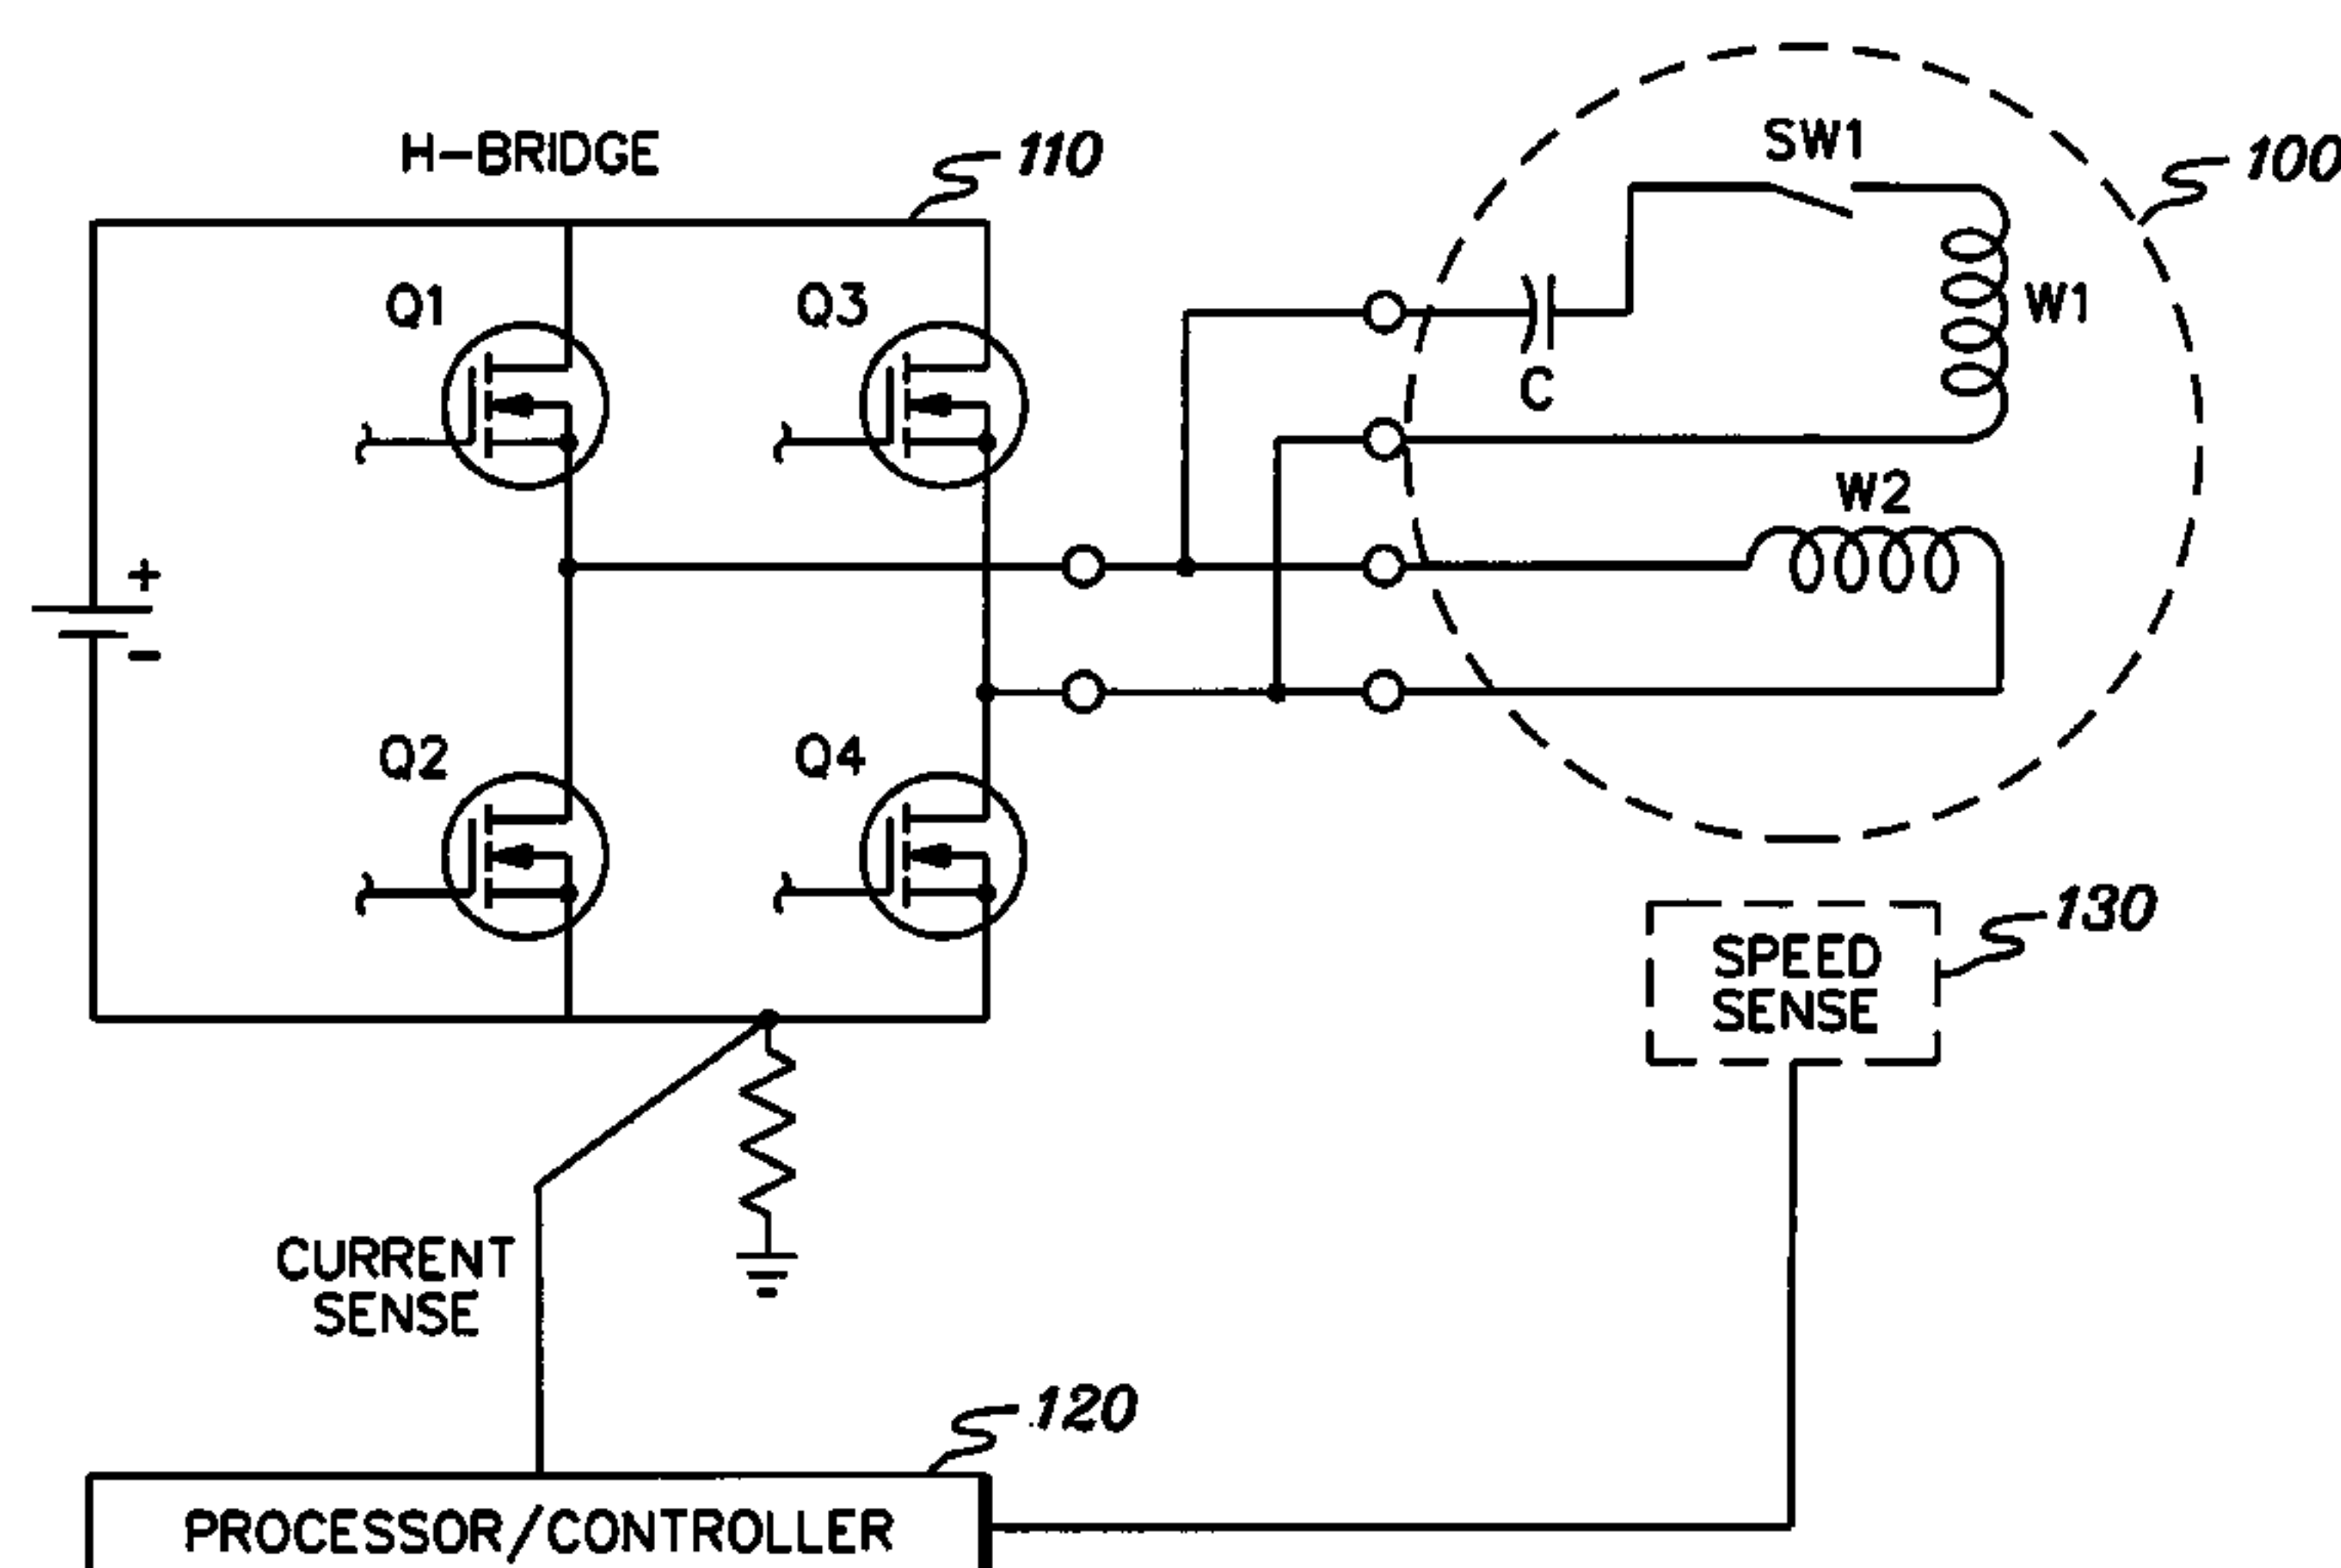 H-BRIDGE
110
SW1
100
Q1
Q3
W1
C
W2
+
-
Q2
Q4
130
SPEED
SENSE
CURRENT
SENSE
120
PROCESSOR/CONTROLLER